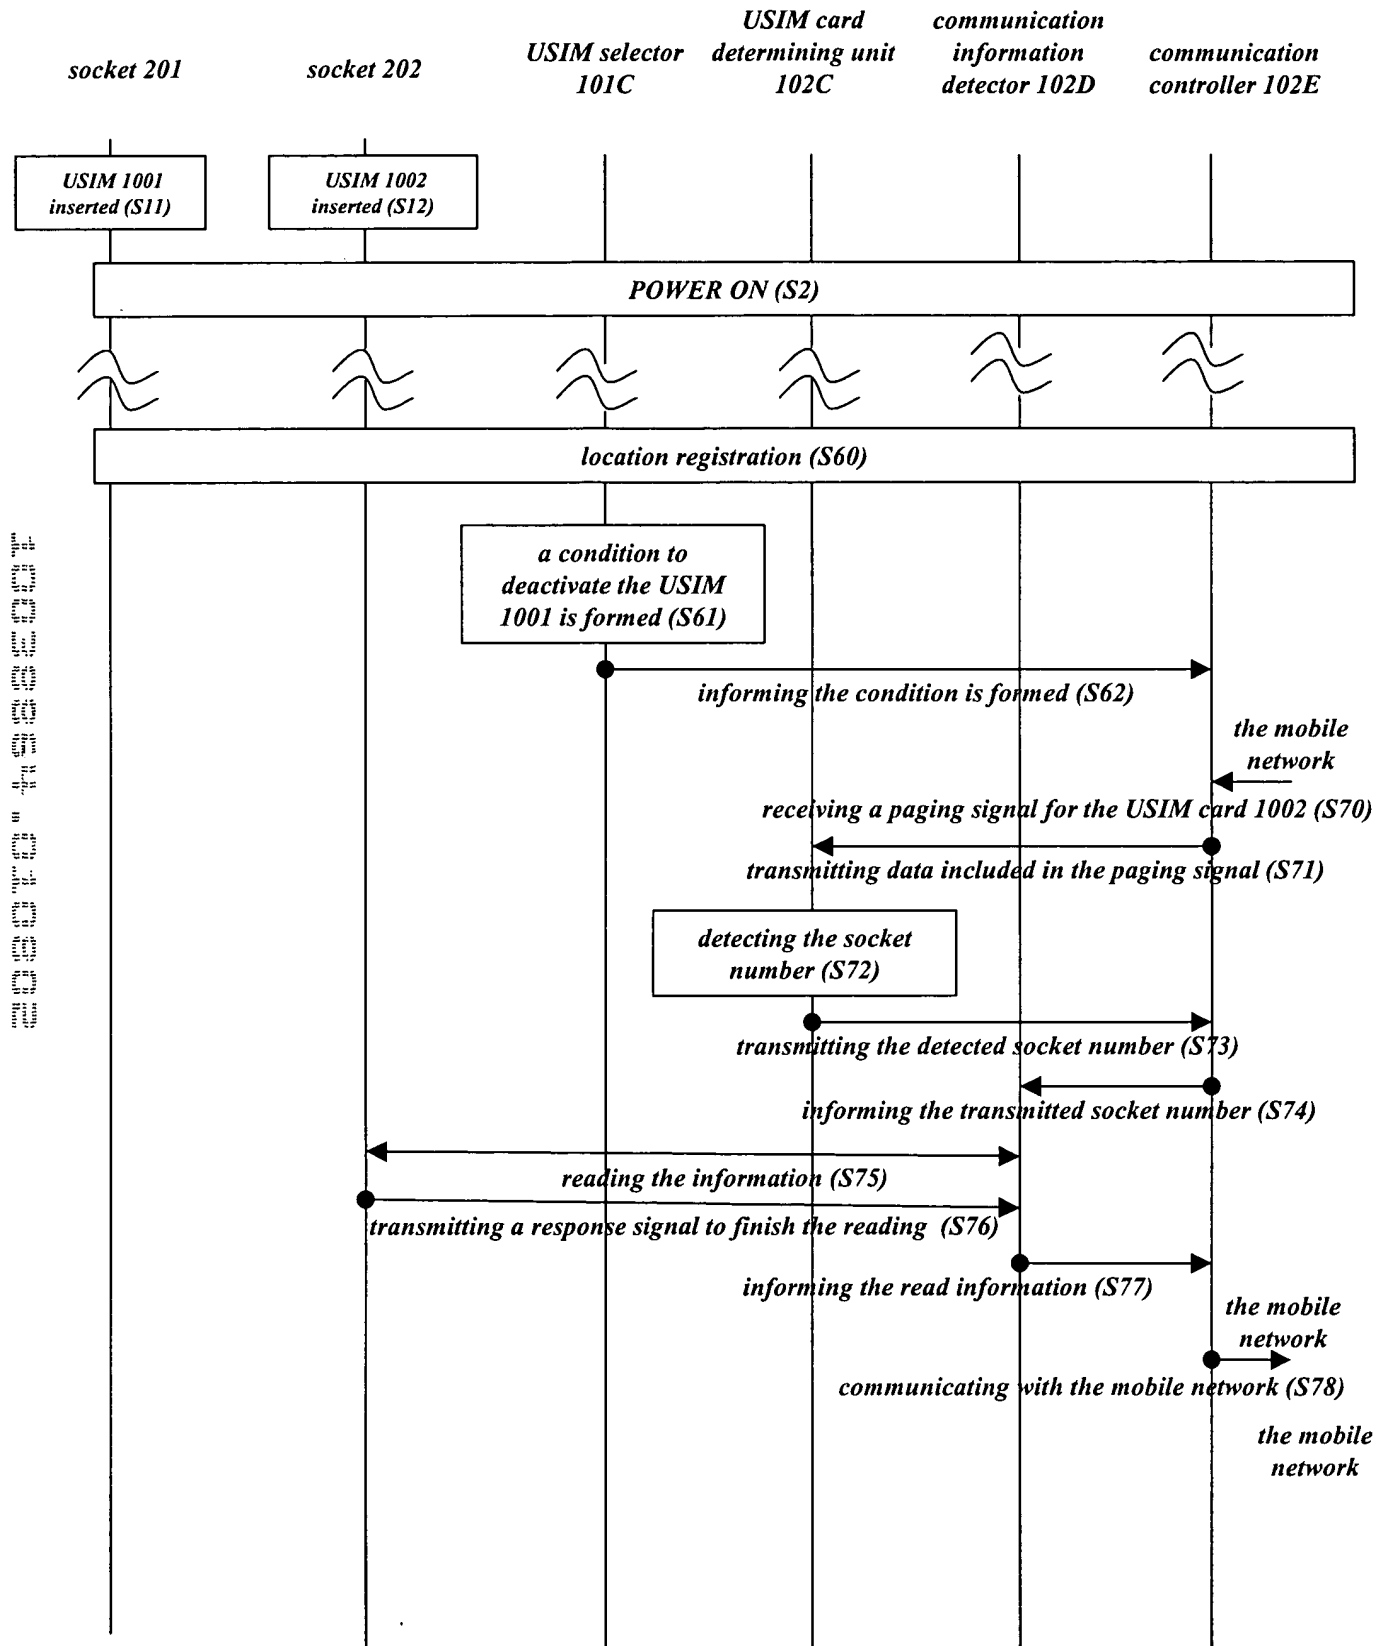 socket 201
socket 202
USIM selector
101C
USIM card
determining unit
102C
communication
information
detector 102D
communication
controller 102E
USIM 1001
inserted (S11)
USIM 1002
inserted (S12)
POWER ON (S2)
location registration (S60)
a condition to
deactivate the USIM
1001 is formed (S61)
informing the condition is formed (S62)
the mobile
network
receiving a paging signal for the USIM card 1002 (S70)
transmitting data included in the paging signal (S71)
detecting the socket
number (S72)
transmitting the detected socket number (S73)
informing the transmitted socket number (S74)
reading the information (S75)
transmitting a response signal to finish the reading (S76)
informing the read information (S77)
the mobile
network
communicating with the mobile network (S78)
the mobile
network